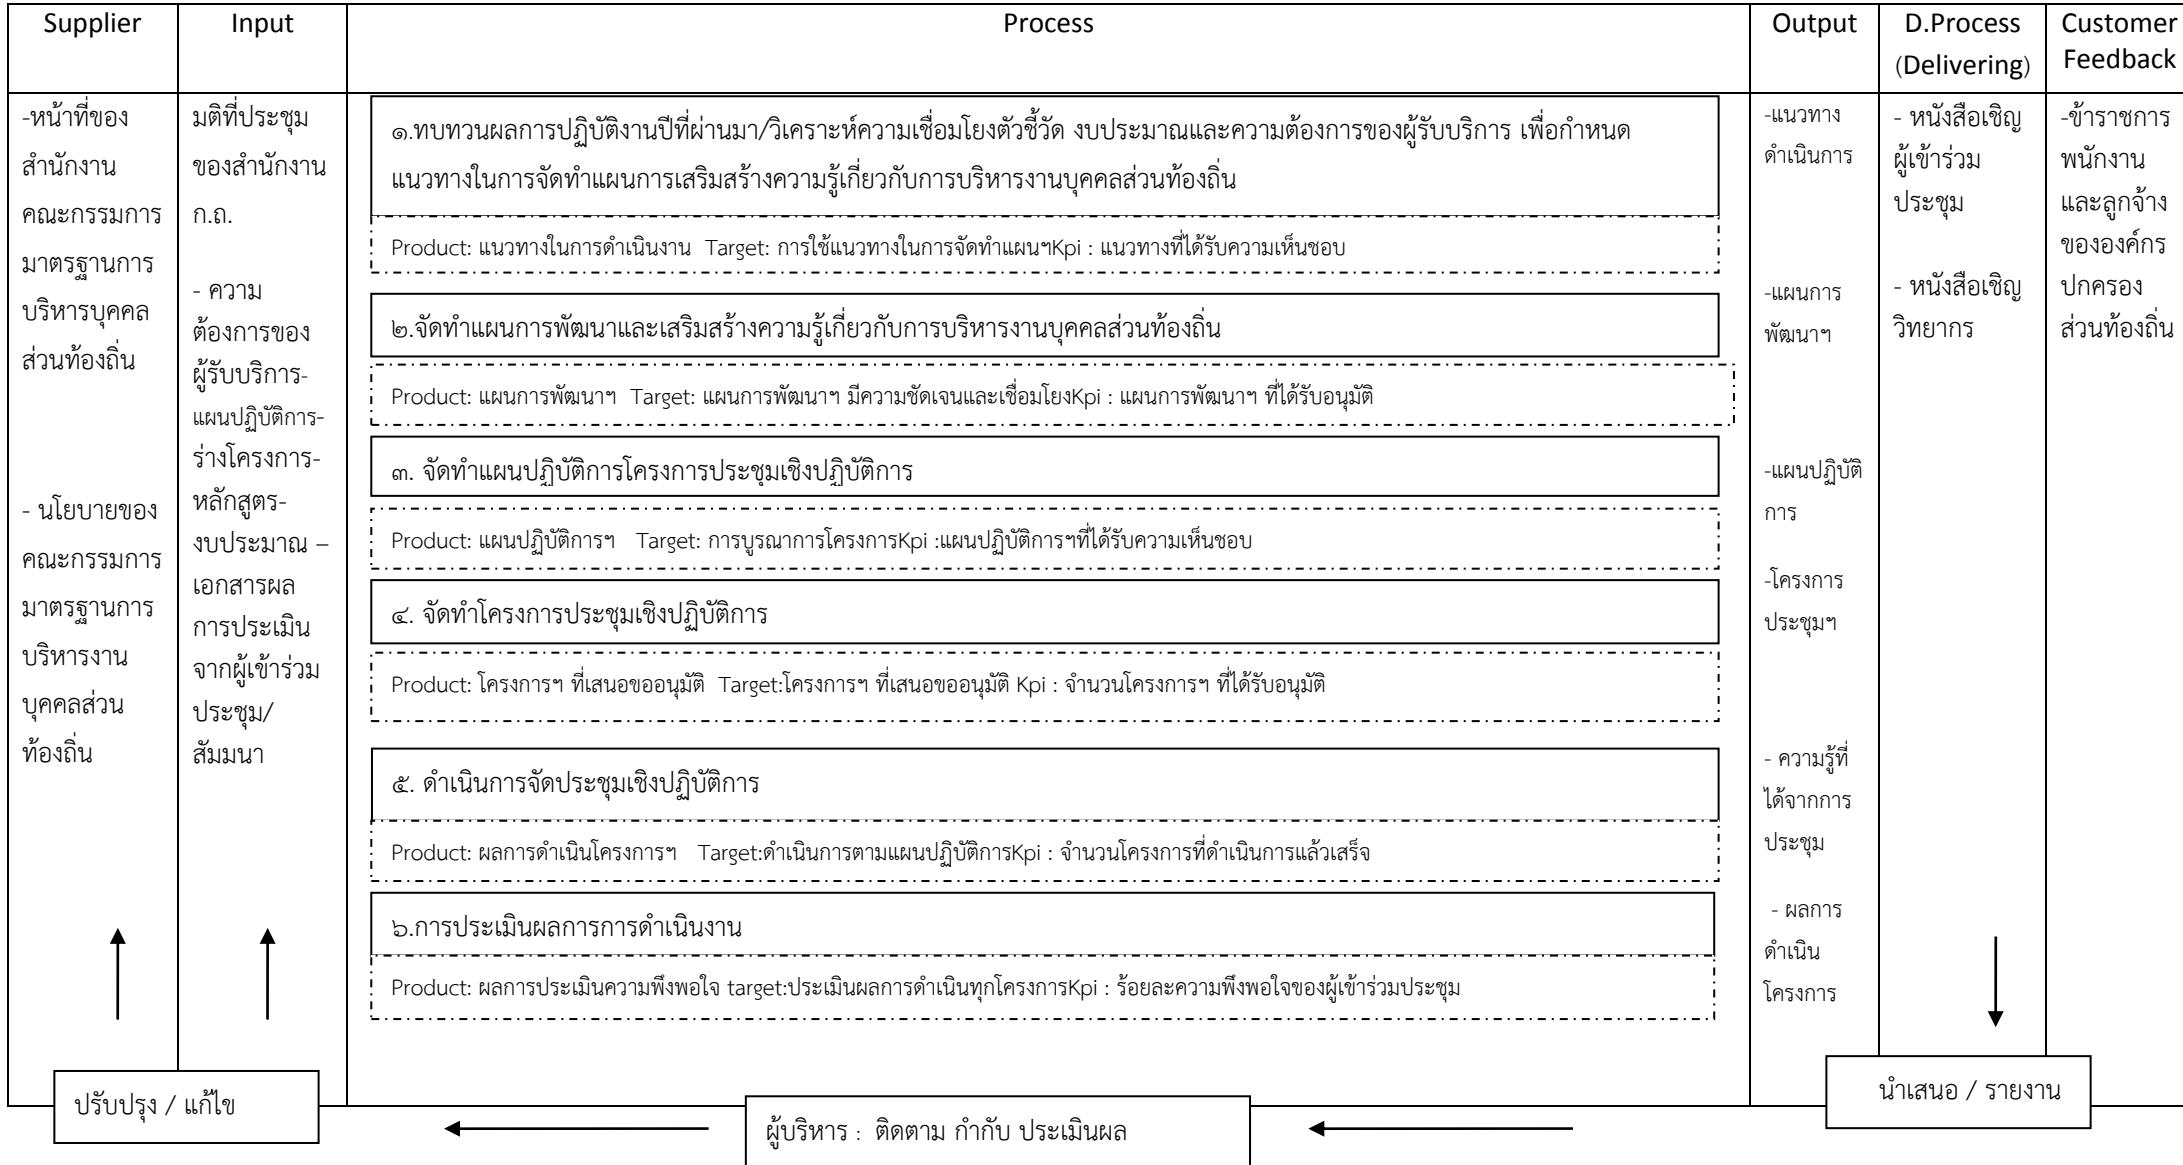 Supplier
Input
Process
Output
D.Process
(Delivering)
Customer
Feedback
-หน้าที่ของ
สำนักงาน
คณะกรรมการ
มาตรฐานการ
บริหารบุคคล
ส่วนท้องถิ่น
- นโยบายของ
คณะกรรมการ
มาตรฐานการ
บริหารงาน
บุคคลส่วน
ท้องถิ่น
มติที่ประชุม
ของสำนักงาน
ก.ถ.
- ความ
ต้องการของ
ผู้รับบริการ-
แผนปฏิบัติการ-
ร่างโครงการ-
หลักสูตร-
งบประมาณ –
เอกสารผล
การประเมิน
จากผู้เข้าร่วม
ประชุม/
สัมมนา
๑.ทบทวนผลการปฏิบัติงานปีที่ผ่านมา/วิเคราะห์ความเชื่อมโยงตัวชี้วัด งบประมาณและความต้องการของผู้รับบริการ เพื่อกำหนด
แนวทางในการจัดทำแผนการเสริมสร้างความรู้เกี่ยวกับการบริหารงานบุคคลส่วนท้องถิ่น
Product: แนวทางในการดำเนินงาน Target: การใช้แนวทางในการจัดทำแผนฯKpi : แนวทางที่ได้รับความเห็นชอบ
๒.จัดทำแผนการพัฒนาและเสริมสร้างความรู้เกี่ยวกับการบริหารงานบุคคลส่วนท้องถิ่น
Product: แผนการพัฒนาฯ Target: แผนการพัฒนาฯ มีความชัดเจนและเชื่อมโยงKpi : แผนการพัฒนาฯ ที่ได้รับอนุมัติ
๓. จัดทำแผนปฏิบัติการโครงการประชุมเชิงปฏิบัติการ
Product: แผนปฏิบัติการฯ Target: การบูรณาการโครงการKpi :แผนปฏิบัติการฯที่ได้รับความเห็นชอบ
๔. จัดทำโครงการประชุมเชิงปฏิบัติการ
Product: โครงการฯ ที่เสนอขออนุมัติ Target:โครงการฯ ที่เสนอขออนุมัติ Kpi : จำนวนโครงการฯ ที่ได้รับอนุมัติ
๕. ดำเนินการจัดประชุมเชิงปฏิบัติการ
Product: ผลการดำเนินโครงการฯ Target:ดำเนินการตามแผนปฏิบัติการKpi : จำนวนโครงการที่ดำเนินการแล้วเสร็จ
๖.การประเมินผลการการดำเนินงาน
Product: ผลการประเมินความพึงพอใจ target:ประเมินผลการดำเนินทุกโครงการKpi : ร้อยละความพึงพอใจของผู้เข้าร่วมประชุม
-แนวทาง
ดำเนินการ
-แผนการ
พัฒนาฯ
-แผนปฏิบัติ
การ
-โครงการ
ประชุมฯ
- ความรู้ที่
ได้จากการ
ประชุม
- ผลการ
ดำเนิน
โครงการ
- หนังสือเชิญ
ผู้เข้าร่วม
ประชุม
- หนังสือเชิญ
วิทยากร
-ข้าราชการ
พนักงาน
และลูกจ้าง
ขององค์กร
ปกครอง
ส่วนท้องถิ่น
ปรับปรุง / แก้ไข
ผู้บริหาร : ติดตาม กำกับ ประเมินผล
นำเสนอ / รายงาน